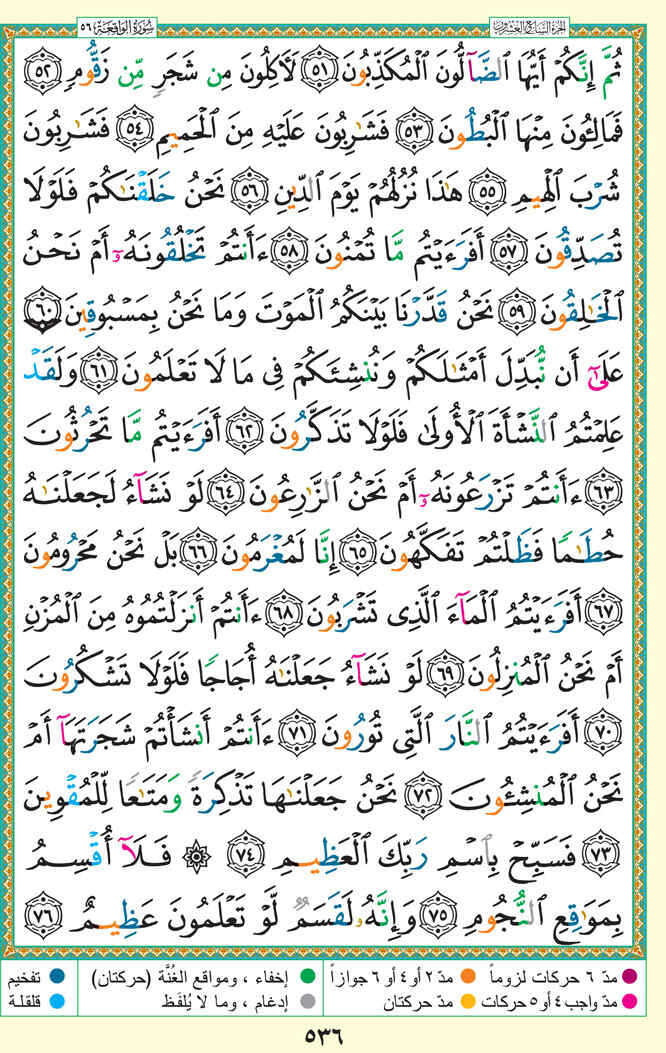 الجزء السابع والعشرون
سُورَةُ الوَاقِعَة ٥٦
ثُمَّ إِنَّكُمْ أَيُّهَا ٱلضَّآلُّونَ ٱلْمُكَذِّبُونَ ٥١ لَأَكِلُونَ مِن شَجَرٍ مِّن زَقُّومٍ ٥٢
فَمَالِـُٔونَ مِنْهَا ٱلْبُطُونَ ٥٣ فَشَـٰرِبُونَ عَلَيْهِ مِنَ ٱلْحَمِيمِ ٥٤ فَشَـٰرِبُونَ
شُرْبَ ٱلْهِيمِ ٥٥ هَـٰذَا نُزُلُهُمْ يَوْمَ ٱلدِّينِ ٥٦ نَحْنُ خَلَقْنَـٰكُمْ فَلَوْلَا
تُصَدِّقُونَ ٥٧ أَفَرَءَيْتُم مَّا تُمْنُونَ ٥٨ ءَأَنتُمْ تَخْلُقُونَهُۥٓ أَمْ نَحْنُ
ٱلْخَـٰلِقُونَ ٥٩ نَحْنُ قَدَّرْنَا بَيْنَكُمُ ٱلْمَوْتَ وَمَا نَحْنُ بِمَسْبُوقِينَ ٦٠
عَلَىٰٓ أَن نُّبَدِّلَ أَمْثَـٰلَكُمْ وَنُنشِئَكُمْ فِى مَا لَا تَعْلَمُونَ ٦١ وَلَقَدْ
عَلِمْتُمُ ٱلنَّشْأَةَ ٱلْأُولَىٰ فَلَوْلَا تَذَكَّرُونَ ٦٢ أَفَرَءَيْتُم مَّا تَحْرُثُونَ
٦٣ ءَأَنتُمْ تَزْرَعُونَهُۥٓ أَمْ نَحْنُ ٱلزَّٰرِعُونَ ٦٤ لَوْ نَشَآءُ لَجَعَلْنَـٰهُ
حُطَـٰمًا فَظَلْتُمْ تَفَكَّهُونَ ٦٥ إِنَّا لَمُغْرَمُونَ ٦٦ بَلْ نَحْنُ مَحْرُومُونَ
٦٧ أَفَرَءَيْتُمُ ٱلْمَآءَ ٱلَّذِى تَشْرَبُونَ ٦٨ ءَأَنتُمْ أَنزَلْتُمُوهُ مِنَ ٱلْمُزْنِ
أَمْ نَحْنُ ٱلْمُنزِلُونَ ٦٩ لَوْ نَشَآءُ جَعَلْنَـٰهُ أُجَاجًا فَلَوْلَا تَشْكُرُونَ
٧٠ أَفَرَءَيْتُمُ ٱلنَّارَ ٱلَّتِى تُورُونَ ٧١ ءَأَنتُمْ أَنشَأْتُمْ شَجَرَتَهَآ أَمْ
نَحْنُ ٱلْمُنشِـُٔونَ ٧٢ نَحْنُ جَعَلْنَـٰهَا تَذْكِرَةً وَمَتَـٰعًا لِّلْمُقْوِينَ
٧٣ فَسَبِّحْ بِٱسْمِ رَبِّكَ ٱلْعَظِيمِ ٧٤ ۞ فَلَآ أُقْسِمُ
بِمَوَٰقِعِ ٱلنُّجُومِ ٧٥ وَإِنَّهُۥ لَقَسَمٌ لَّوْ تَعْلَمُونَ عَظِيمٌ ٧٦
مدّ ٦ حركات لزوماً مدّ ٢ أو ٤ أو ٦ جوازاً إخفاء ، ومواقع الغُنَّة (حركتان) تفخيم
مدّ واجب ٤ أو ٥ حركات مدّ حركتان إدغام ، وما لا يُلفَظ قلقلة
٥٣٦